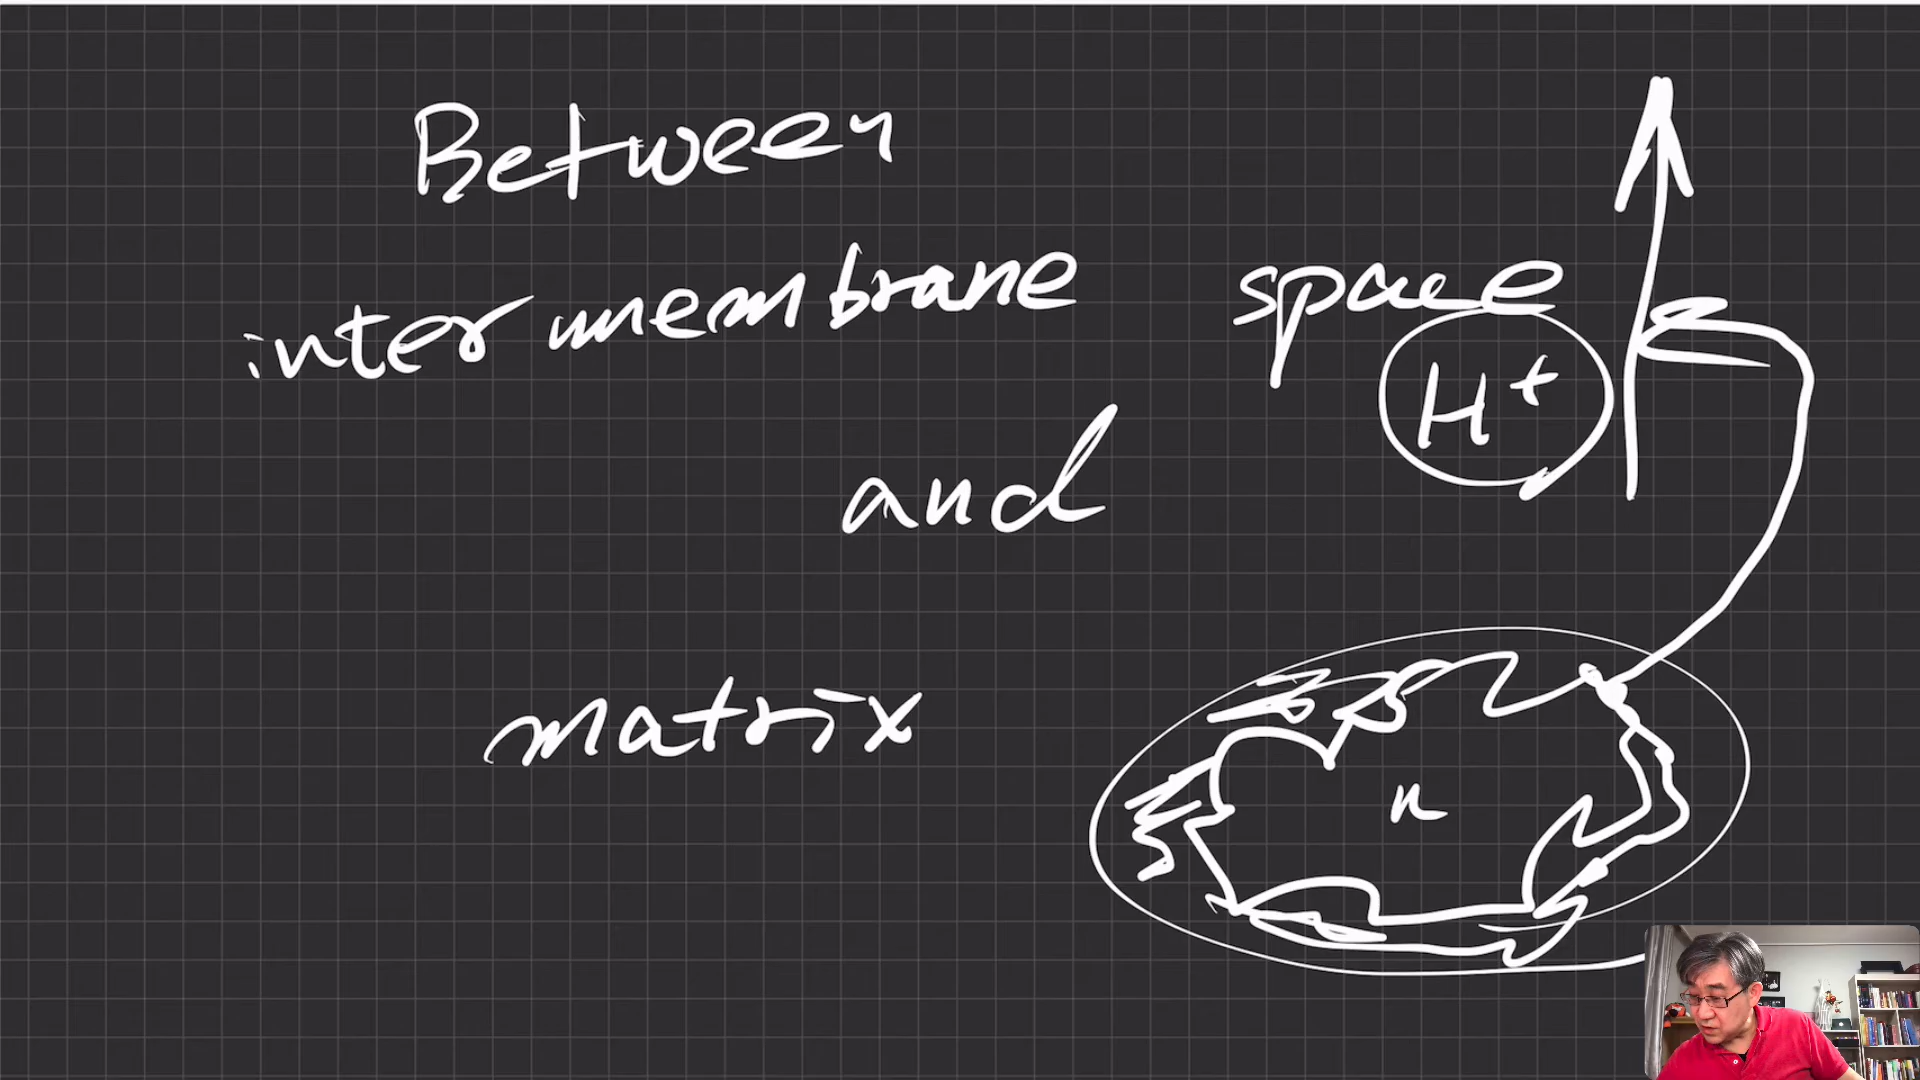 Between
intermembrane space
H+
and
matrix